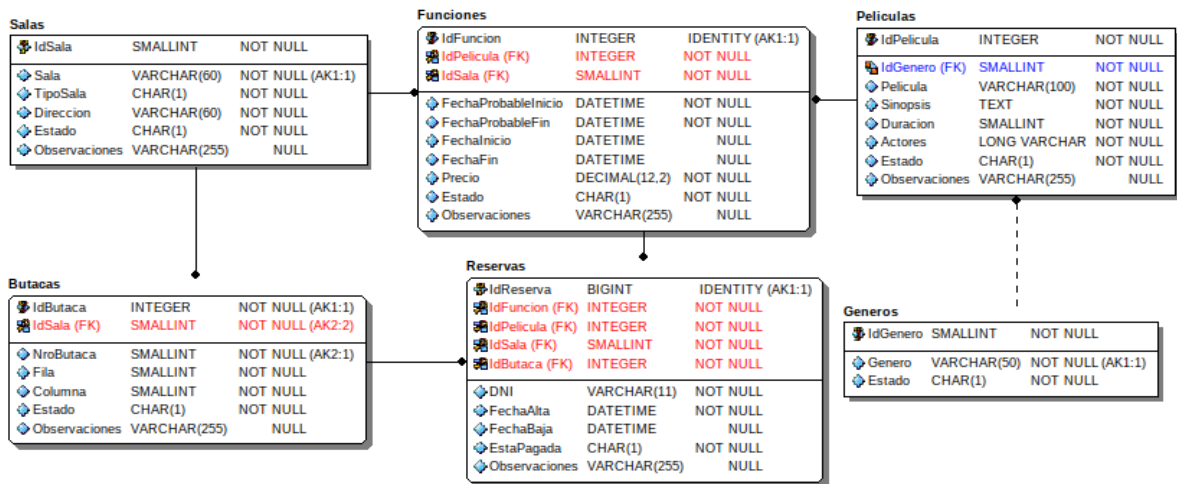 Salas
IdSala SMALLINT NOT NULL
Sala VARCHAR(60) NOT NULL (AK1:1)
TipoSala CHAR(1) NOT NULL
Direccion VARCHAR(60) NOT NULL
Estado CHAR(1) NOT NULL
Observaciones VARCHAR(255) NULL
Funciones
IdFuncion INTEGER IDENTITY (AK1:1)
IdPelicula (FK) INTEGER NOT NULL
IdSala (FK) SMALLINT NOT NULL
FechaProbableInicio DATETIME NOT NULL
FechaProbableFin DATETIME NOT NULL
FechaInicio DATETIME NULL
FechaFin DATETIME NULL
Precio DECIMAL(12,2) NOT NULL
Estado CHAR(1) NOT NULL
Observaciones VARCHAR(255) NULL
Peliculas
IdPelicula INTEGER NOT NULL
IdGenero (FK) SMALLINT NOT NULL
Pelicula VARCHAR(100) NOT NULL
Sinopsis TEXT NOT NULL
Duracion SMALLINT NOT NULL
Actores LONG VARCHAR NOT NULL
Estado CHAR(1) NOT NULL
Observaciones VARCHAR(255) NULL
Butacas
IdButaca INTEGER NOT NULL (AK1:1)
IdSala (FK) SMALLINT NOT NULL (AK2:2)
NroButaca SMALLINT NOT NULL (AK2:1)
Fila SMALLINT NOT NULL
Columna SMALLINT NOT NULL
Estado CHAR(1) NOT NULL
Observaciones VARCHAR(255) NULL
Reservas
IdReserva BIGINT IDENTITY (AK1:1)
IdFuncion (FK) INTEGER NOT NULL
IdPelicula (FK) INTEGER NOT NULL
IdSala (FK) SMALLINT NOT NULL
IdButaca (FK) INTEGER NOT NULL
DNI VARCHAR(11) NOT NULL
FechaAlta DATETIME NOT NULL
FechaBaja DATETIME NULL
EstaPagada CHAR(1) NOT NULL
Observaciones VARCHAR(255) NULL
Generos
IdGenero SMALLINT NOT NULL
Genero VARCHAR(50) NOT NULL (AK1:1)
Estado CHAR(1) NOT NULL